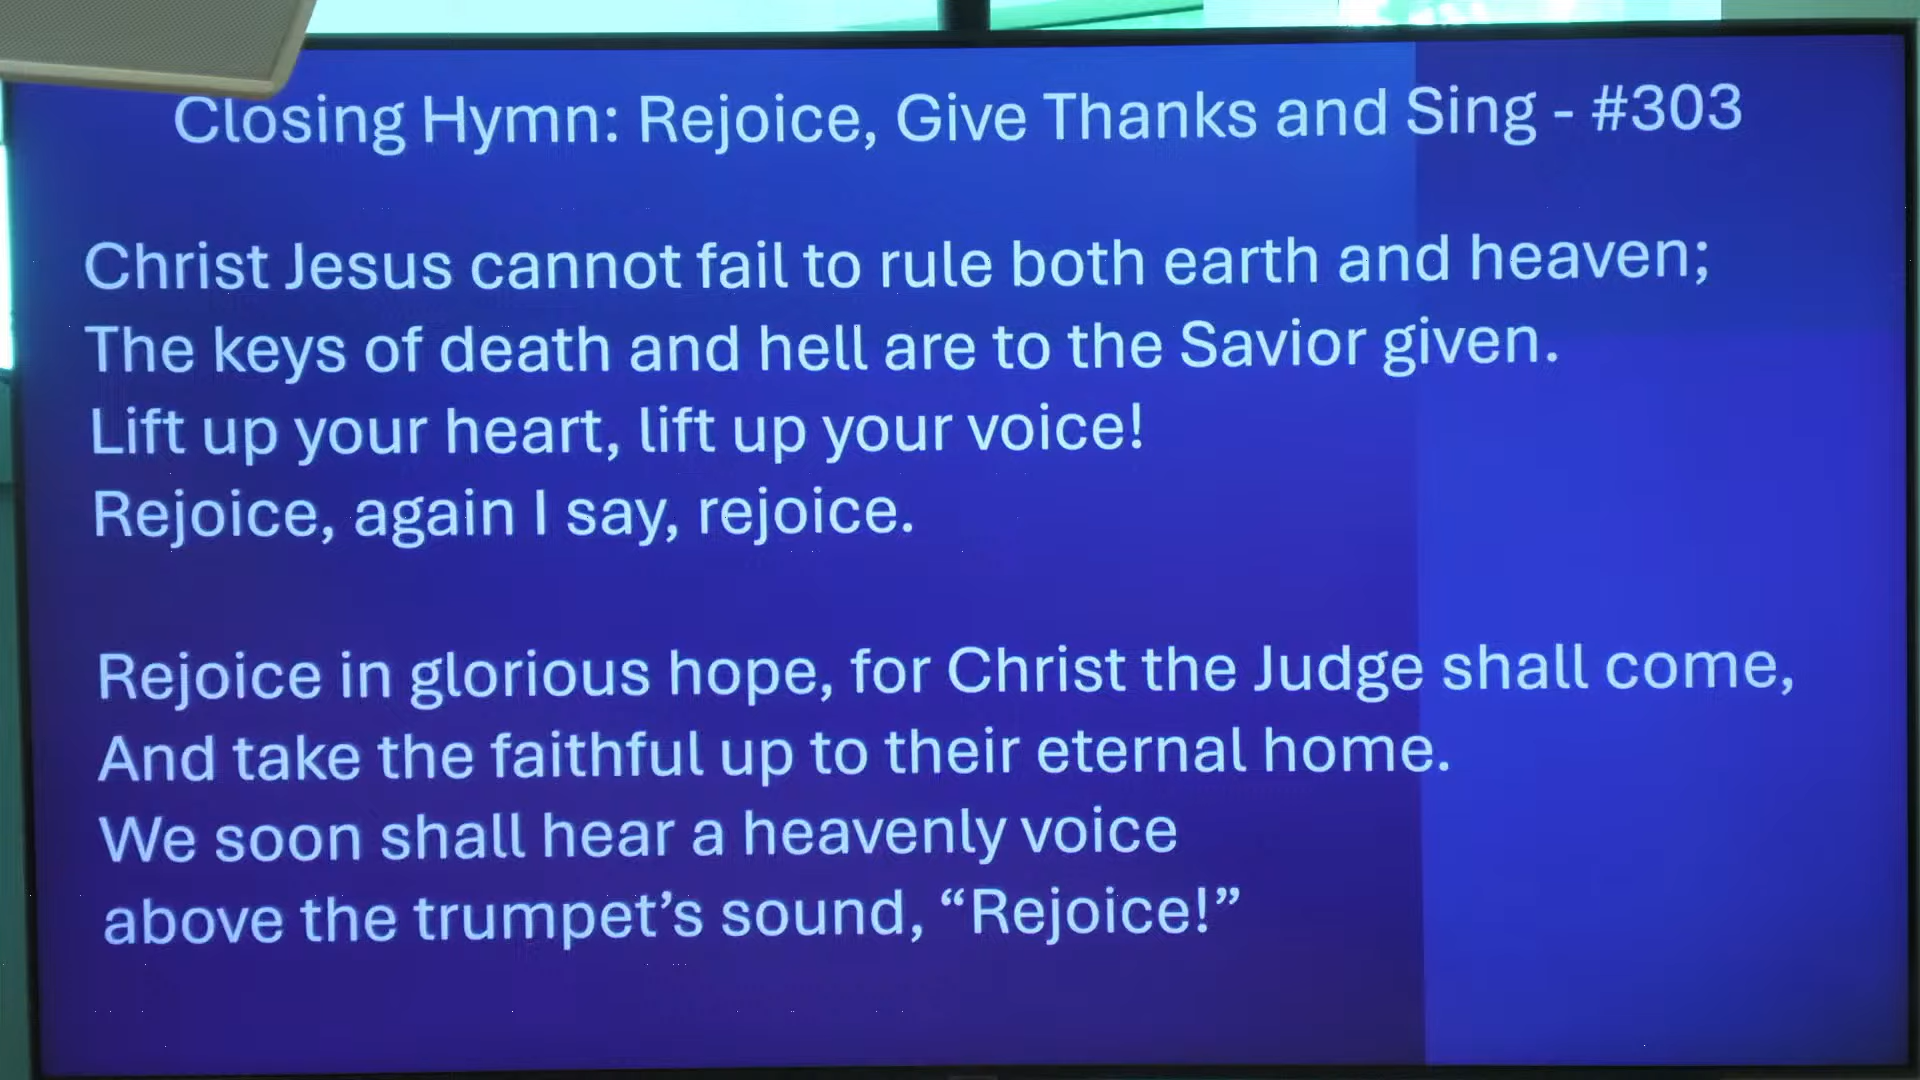 Closing Hymn: Rejoice, Give Thanks and Sing - #303
Christ Jesus cannot fail to rule both earth and heaven;
The keys of death and hell are to the Savior given.
Lift up your heart, lift up your voice!
Rejoice, again I say, rejoice.
Rejoice in glorious hope, for Christ the Judge shall come,
And take the faithful up to their eternal home.
We soon shall hear a heavenly voice
above the trumpet’s sound, “Rejoice!”